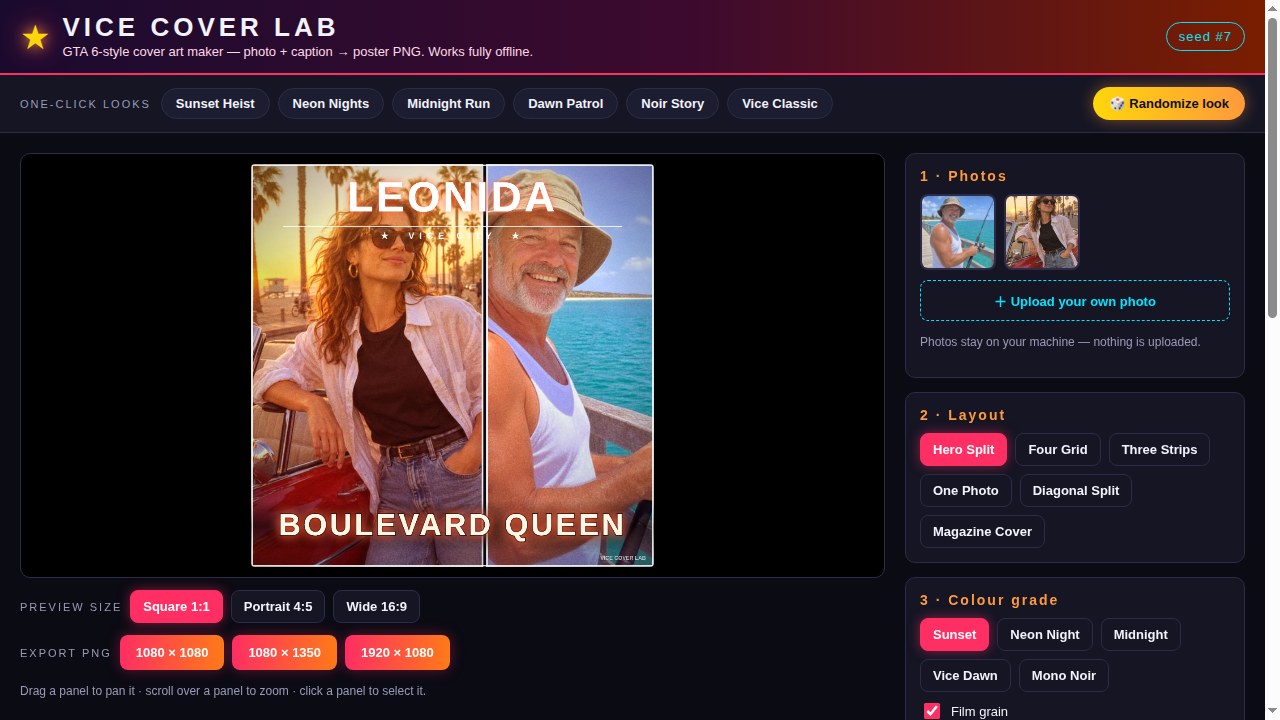 VICE COVER LAB
GTA 6-style cover art maker — photo + caption → poster PNG. Works fully offline.
seed #7
ONE-CLICK LOOKS
Sunset Heist
Neon Nights
Midnight Run
Dawn Patrol
Noir Story
Vice Classic
🎲 Randomize look
LEONIDA
★ VICE CITY ★
BOULEVARD QUEEN
VICE COVER LAB
PREVIEW SIZE
Square 1:1
Portrait 4:5
Wide 16:9
EXPORT PNG
1080 × 1080
1080 × 1350
1920 × 1080
Drag a panel to pan it · scroll over a panel to zoom · click a panel to select it.
1 · Photos
＋ Upload your own photo
Photos stay on your machine — nothing is uploaded.
2 · Layout
Hero Split
Four Grid
Three Strips
One Photo
Diagonal Split
Magazine Cover
3 · Colour grade
Sunset
Neon Night
Midnight
Vice Dawn
Mono Noir
Film grain